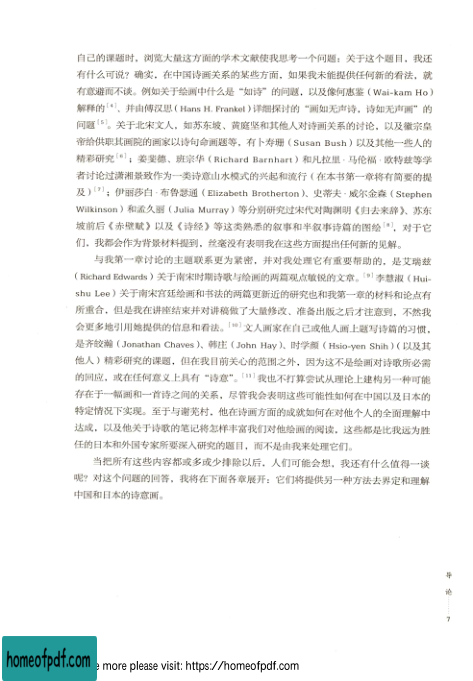 自己的课题时，浏览大量这方面的学术文献使我思考一个问题：关于这个题目，我还
有什么可说？确实，在中国诗画关系的某些方面，如果我未能提供任何新的看法，就
有意避而不谈。例如关于绘画中什么是“如诗”的问题，以及像何惠鉴（Wai-kam Ho）
解释的[4]、并由傅汉思（Hans H. Frankel）详细探讨的“画如无声诗，诗如无声画”的
问题[5]。关于北宋文人，如苏东坡、黄庭坚和其他人对诗画关系的讨论，以及徽宗皇
帝给供职其画院的画家以诗句命画题等，有卜寿珊（Susan Bush）以及其他一些人的
精彩研究[6]；姜斐德、班宗华（Richard Barnhart）和凡拉里·马伦福·欧特兹等学
者讨论过潇湘景致作为一类诗意山水模式的兴起和流行（在本书第一章将有简要的提
及）[7]；伊丽莎白·布鲁瑟通（Elizabeth Brotherton）、史蒂夫·威尔金森（Stephen
Wilkinson）和孟久丽（Julia Murray）等分别研究过宋代对陶渊明《归去来辞》、苏东
坡前后《赤壁赋》以及《诗经》等这类熟悉的叙事和半叙事诗篇的图绘[8]，对于它
们，我都会作为背景材料提到，丝毫没有表明我在这些方面提出任何新的见解。
与我第一章讨论的主题联系更为紧密，并对我处理它有重要帮助的，是艾瑞兹
（Richard Edwards）关于南宋时期诗歌与绘画的两篇观点敏锐的文章。[9]李慧淑（Hui-
shu Lee）关于南宋宫廷绘画和书法的两篇更新近的研究也和我第一章的材料和论点有
所重合，但是我在讲座结束并对讲稿做了大量修改、准备出版之后才注意到，不然我
会更多地引用她提供的信息和看法。[10]文人画家在自己或他人画上题写诗篇的习惯，
是齐皎瀚（Jonathan Chaves）、韩庄（John Hay）、时学颜（Hsio-yen Shih）（以及其
他人）精彩研究的课题，但在我目前关心的范围之外，因为这不是绘画对诗歌所必需
的回应，或在任何意义上具有“诗意”。[11]我也不打算尝试从理论上建构另一种可能
存在于一幅画和一首诗之间的关系，尽管我会表明这些可能性如何在中国以及日本的
特定情况下实现。至于与谢芜村，他在诗画方面的成就如何在对他个人的全面理解中
达成，以及他关于诗歌的笔记将怎样丰富我们对他绘画的阅读，这些都是比我远为胜
任的日本和外国专家所要深入研究的题目，而不是由我来处理它们。
当把所有这些内容都或多或少排除以后，人们可能会想，我还有什么值得一谈
呢？对这个问题的回答，我将在下面各章展开：它们将提供另一种方法去界定和理解
中国和日本的诗意画。
导
论
7
homeofpdf.com
e more please visit: https://homeofpdf.com